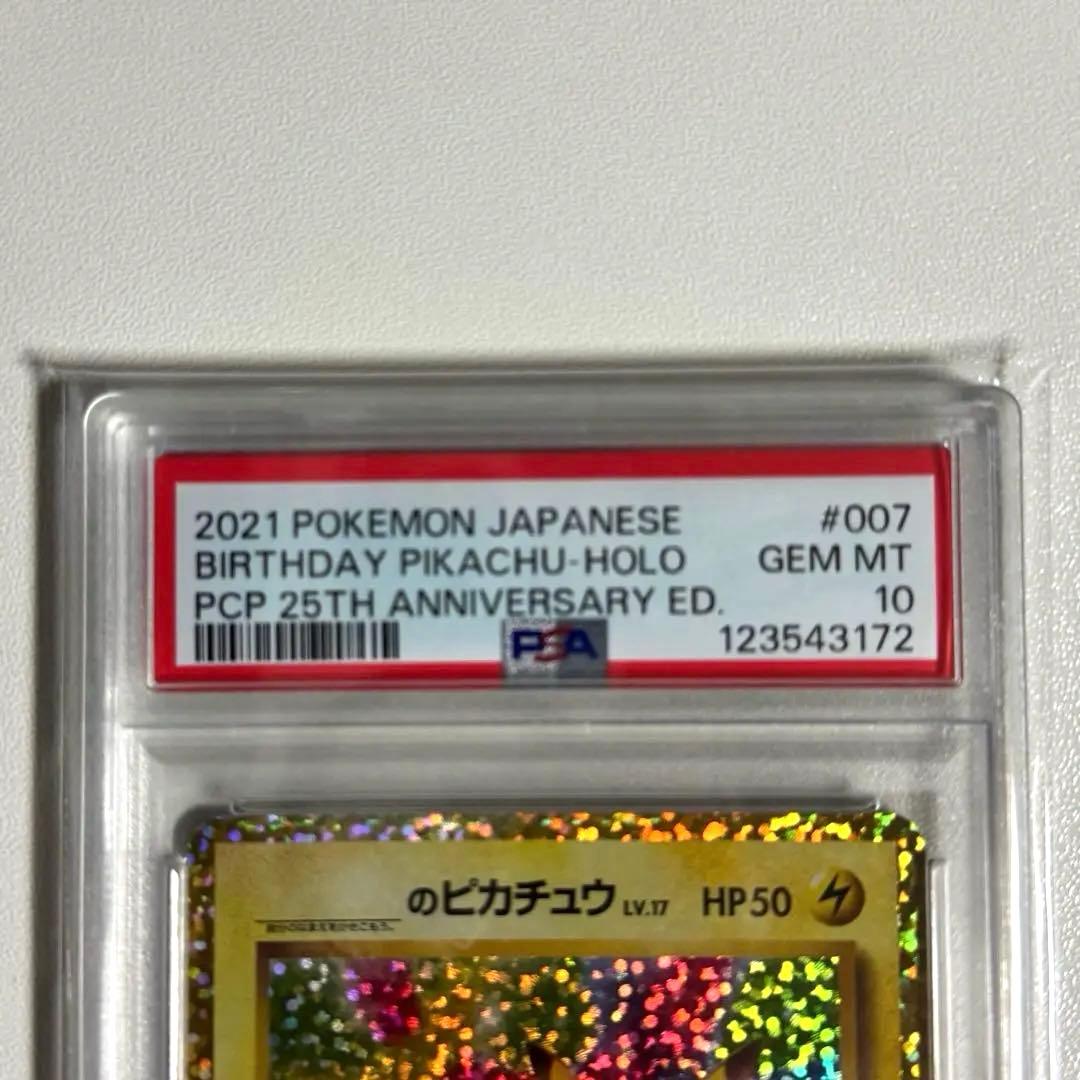 2021 POKEMON JAPANESE #007
BIRTHDAY PIKACHU-HOLO GEM MT
PCP 25TH ANNIVERSARY ED. 10
PSA 123543172
のピカチュウ LV.17 HP50